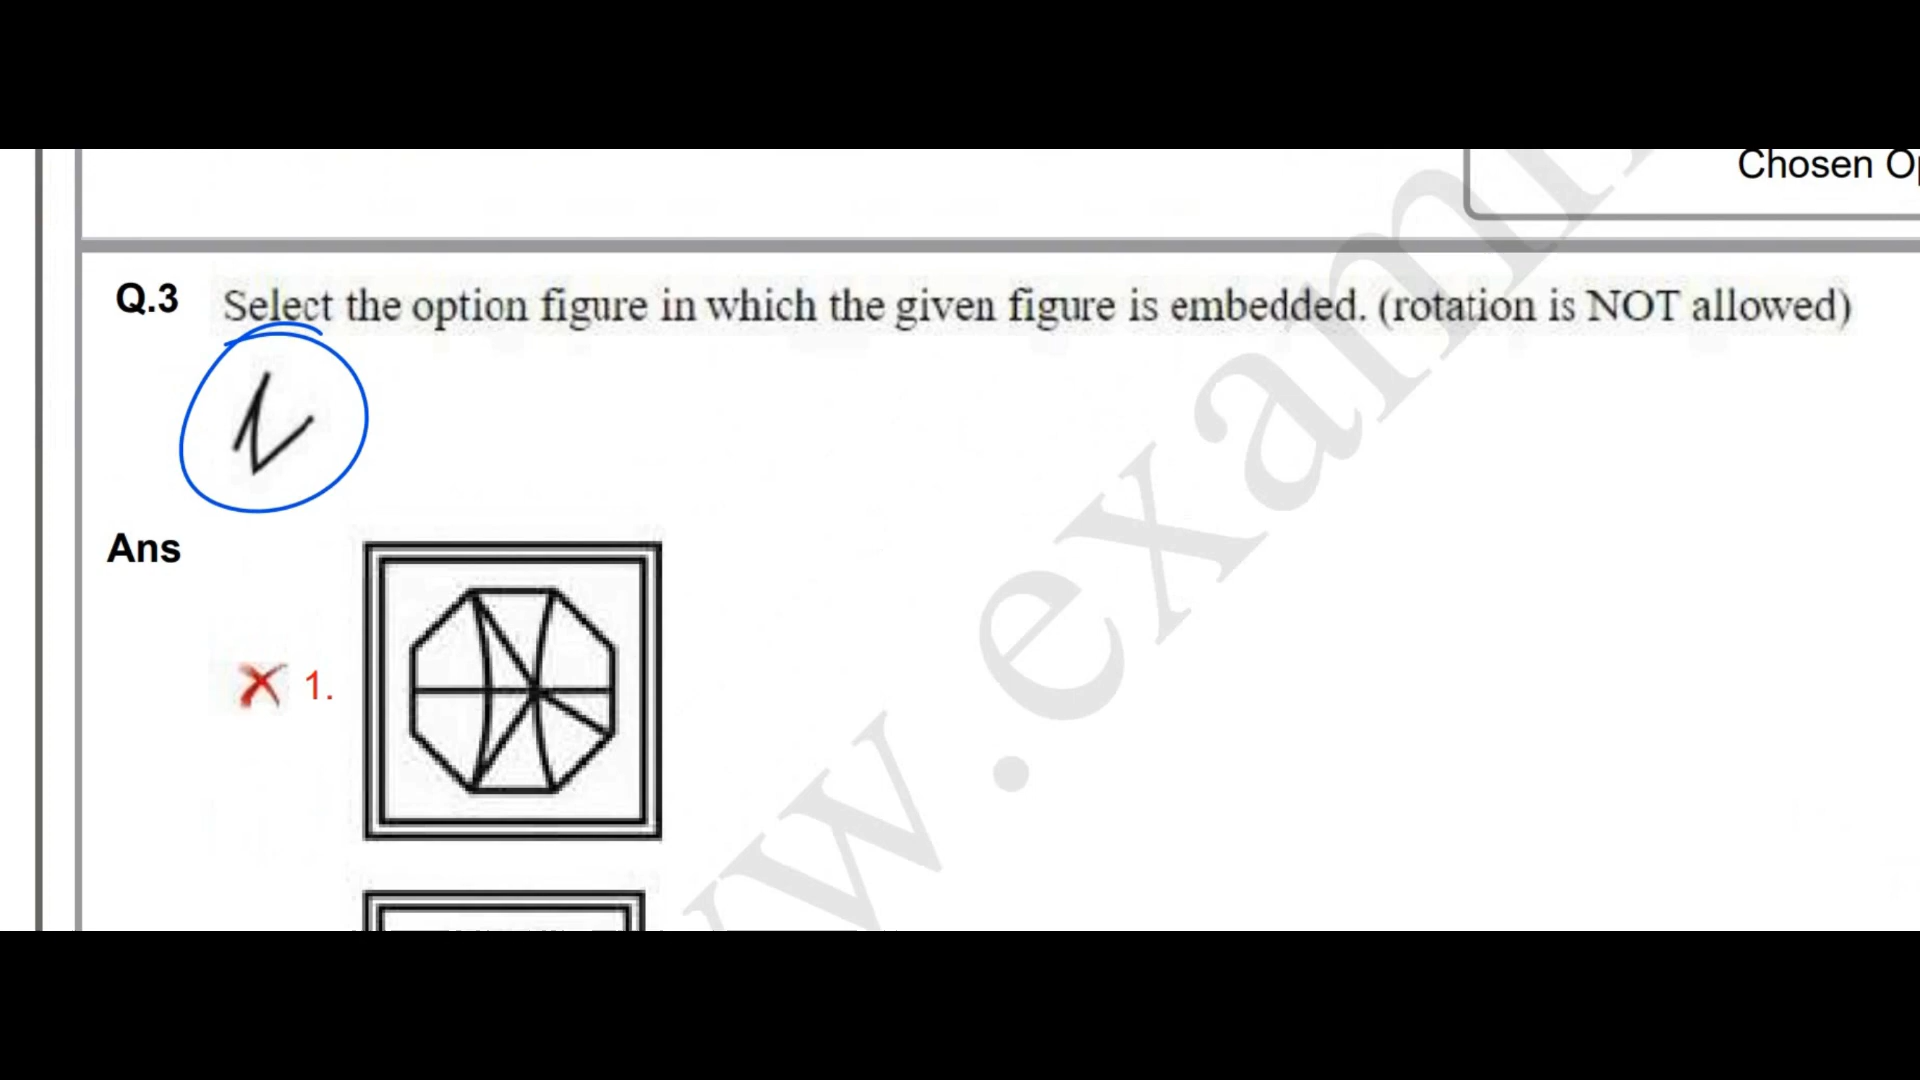 Chosen O
Q.3 Select the option figure in which the given figure is embedded. (rotation is NOT allowed)
Ans
1.
w.exam